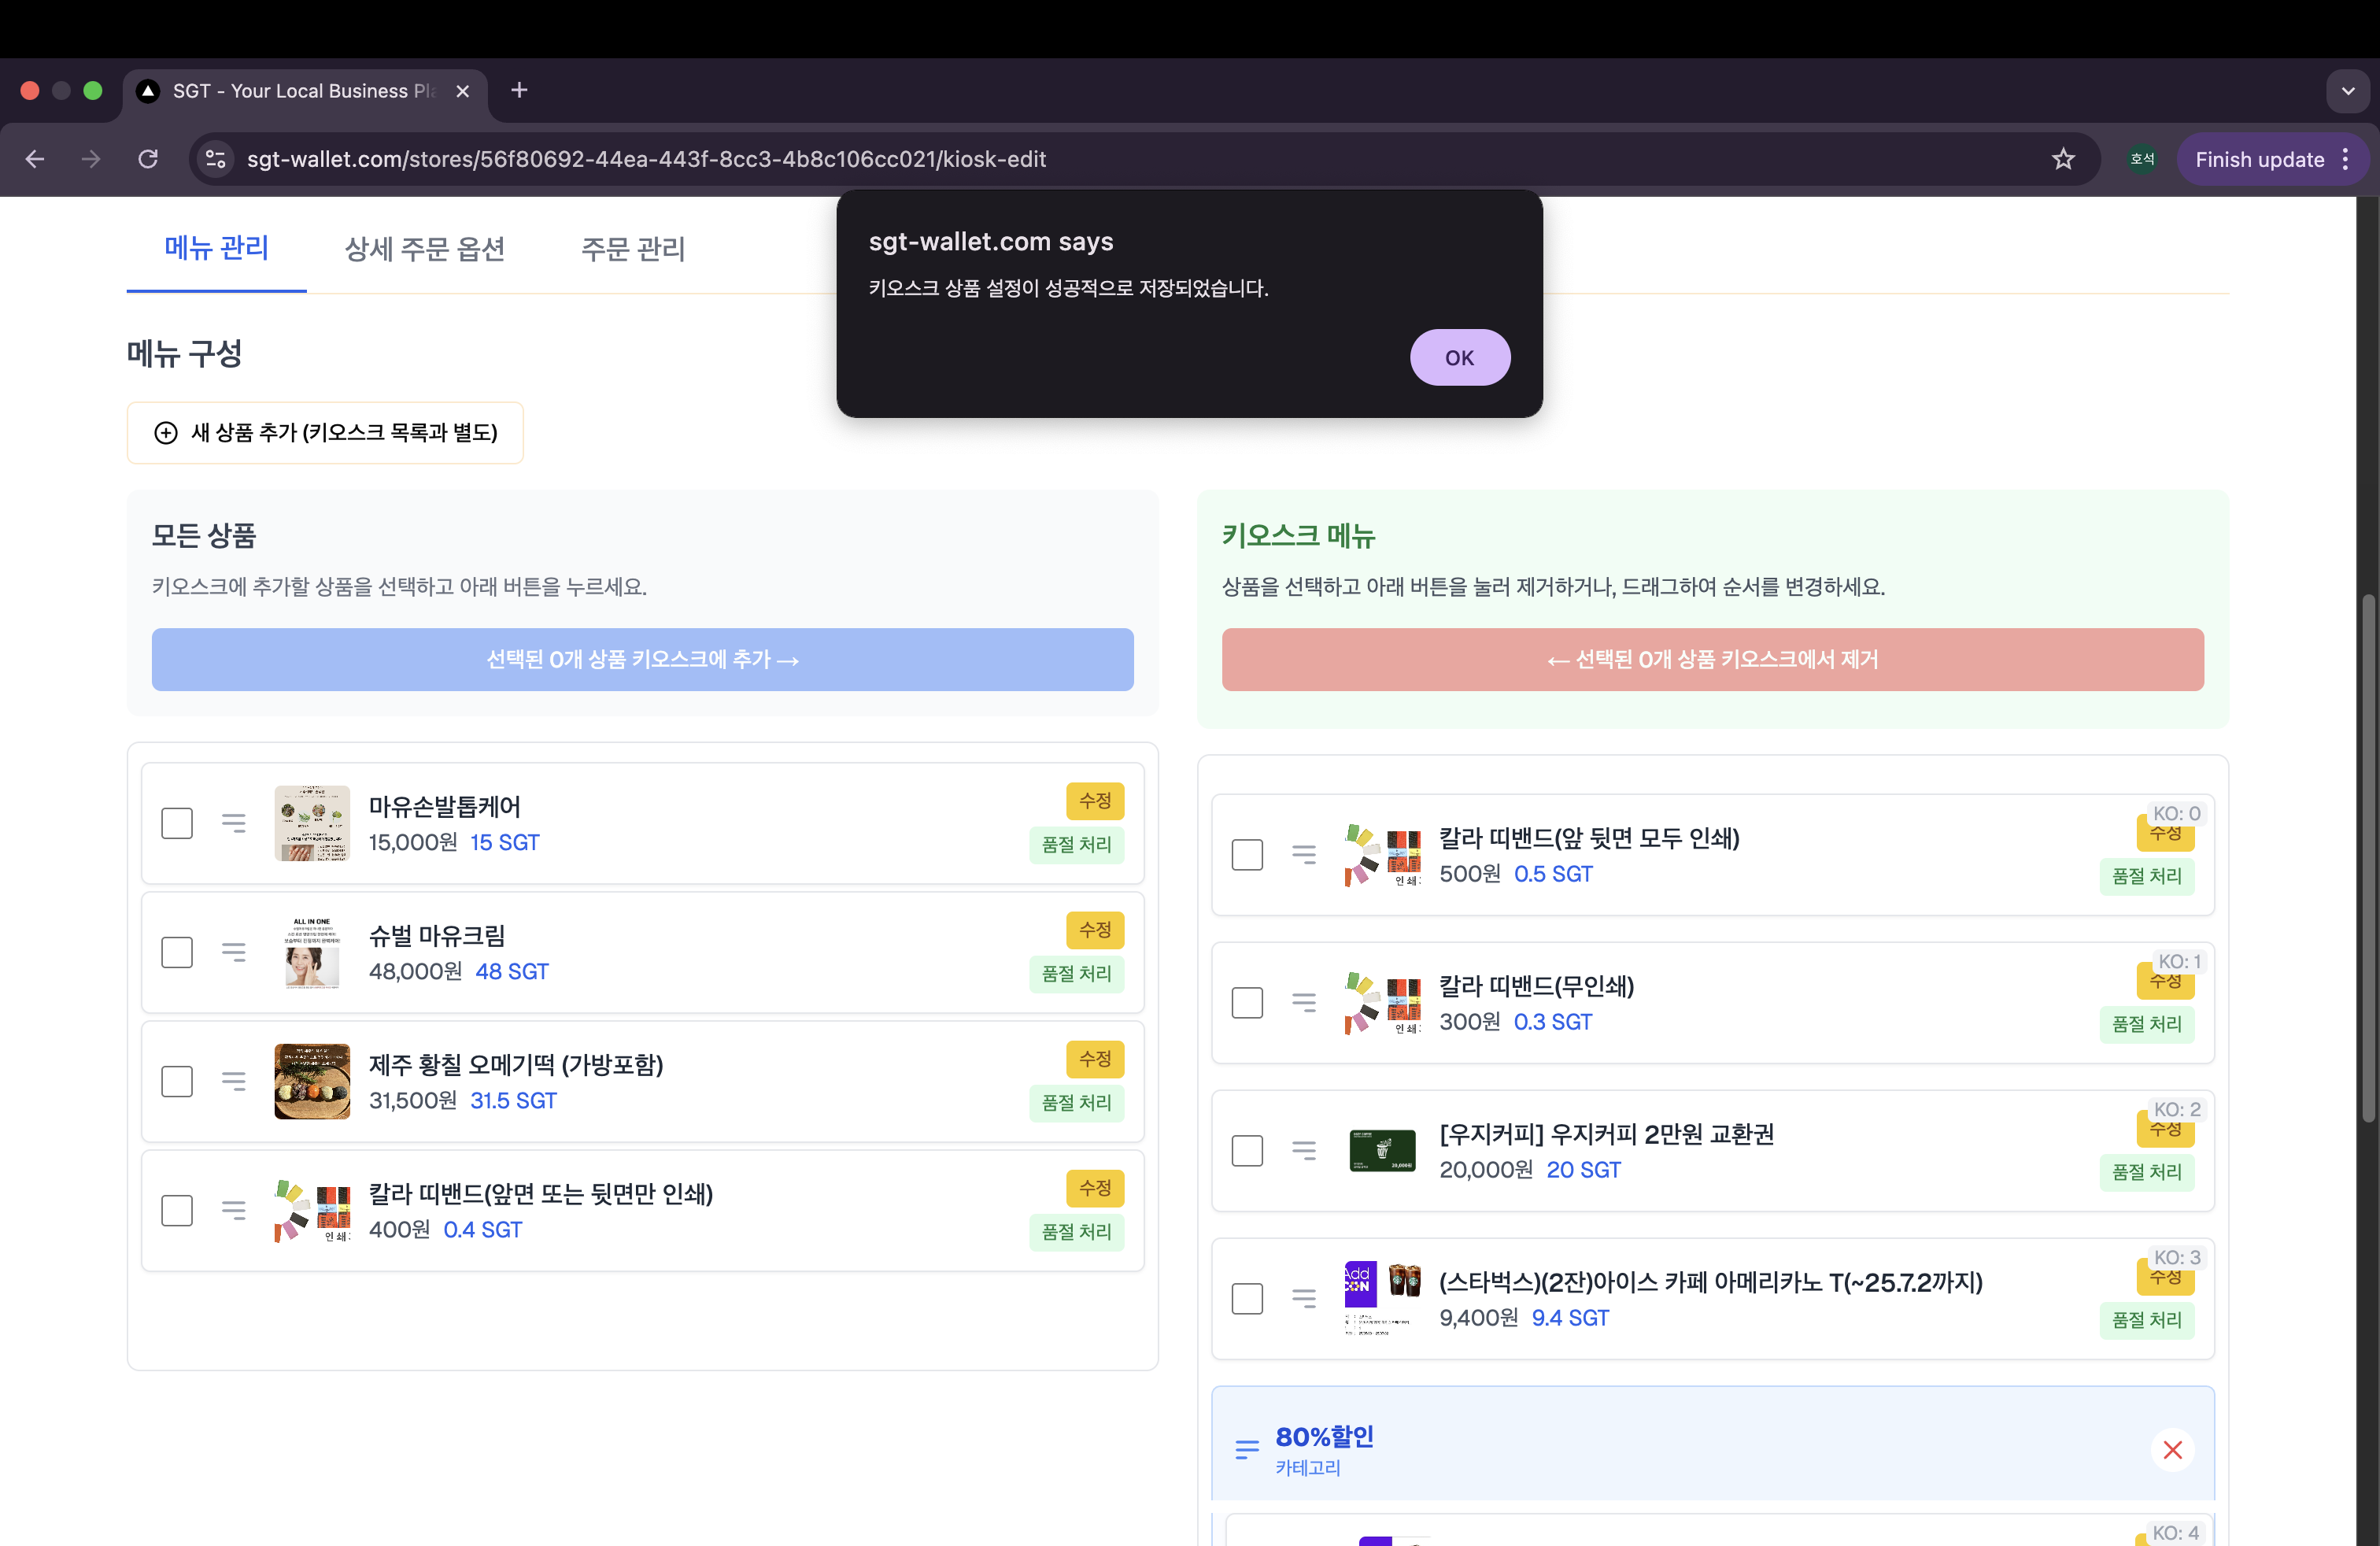 SGT - Your Local Business Pla
sgt-wallet.com/stores/56f80692-44ea-443f-8cc3-4b8c106cc021/kiosk-edit
호석
Finish update
sgt-wallet.com says
키오스크 상품 설정이 성공적으로 저장되었습니다.
OK
메뉴 관리
상세 주문 옵션
주문 관리
메뉴 구성
새 상품 추가 (키오스크 목록과 별도)
모든 상품
키오스크에 추가할 상품을 선택하고 아래 버튼을 누르세요.
선택된 0개 상품 키오스크에 추가 →
마유손발톱케어
15,000원 15 SGT
수정
품절 처리
ALL IN ONE
슈벌 마유크림
48,000원 48 SGT
수정
품절 처리
제주 황칠 오메기떡 (가방포함)
31,500원 31.5 SGT
수정
품절 처리
인쇄
칼라 띠밴드(앞면 또는 뒷면만 인쇄)
400원 0.4 SGT
수정
품절 처리
키오스크 메뉴
상품을 선택하고 아래 버튼을 눌러 제거하거나, 드래그하여 순서를 변경하세요.
← 선택된 0개 상품 키오스크에서 제거
인쇄
칼라 띠밴드(앞 뒷면 모두 인쇄)
500원 0.5 SGT
KO: 0
수정
품절 처리
인쇄
칼라 띠밴드(무인쇄)
300원 0.3 SGT
KO: 1
수정
품절 처리
20,000원
[우지커피] 우지커피 2만원 교환권
20,000원 20 SGT
KO: 2
수정
품절 처리
Add
CON
(스타벅스)(2잔)아이스 카페 아메리카노 T(~25.7.2까지)
9,400원 9.4 SGT
KO: 3
수정
품절 처리
80%할인
카테고리
KO: 4